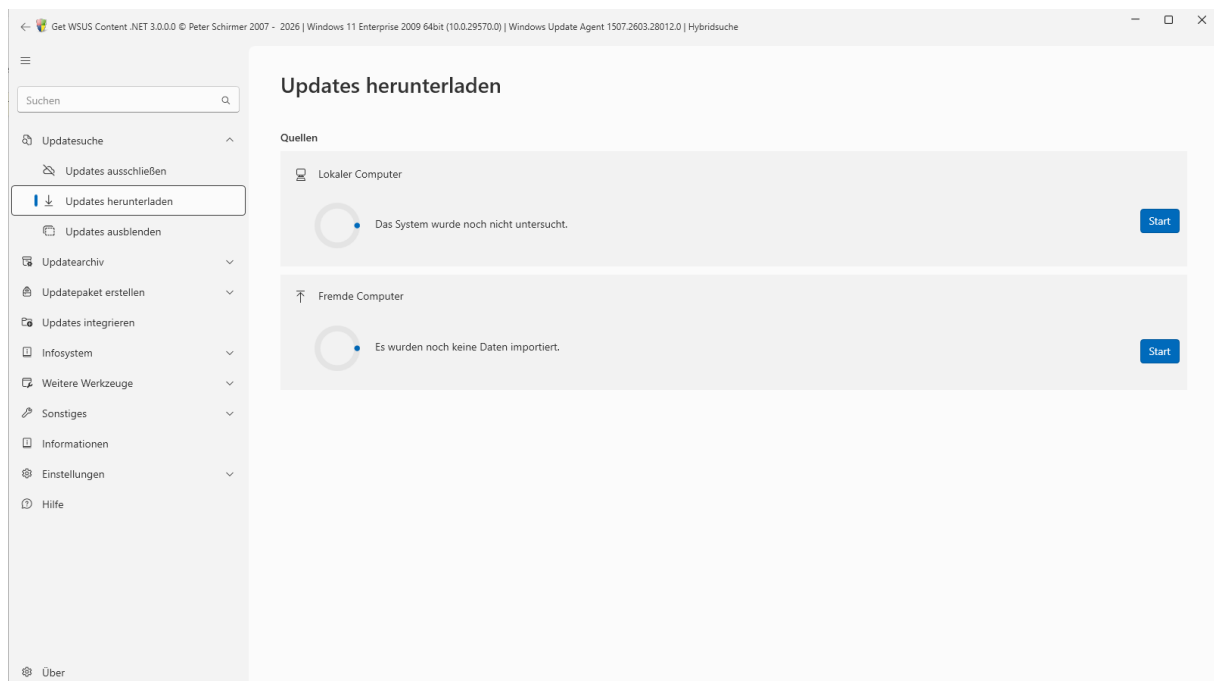 Get WSUS Content .NET 3.0.0.0 © Peter Schirmer 2007 - 2026 | Windows 11 Enterprise 2009 64bit (10.0.29570.0) | Windows Update Agent 1507.2603.28012.0 | Hybridsuche
Suchen
Updatesuche
Updates ausschließen
Updates herunterladen
Updates ausblenden
Updatearchiv
Updatepaket erstellen
Updates integrieren
Infosystem
Weitere Werkzeuge
Sonstiges
Informationen
Einstellungen
Hilfe
Über
Updates herunterladen
Quellen
Lokaler Computer
Das System wurde noch nicht untersucht.
Start
Fremde Computer
Es wurden noch keine Daten importiert.
Start